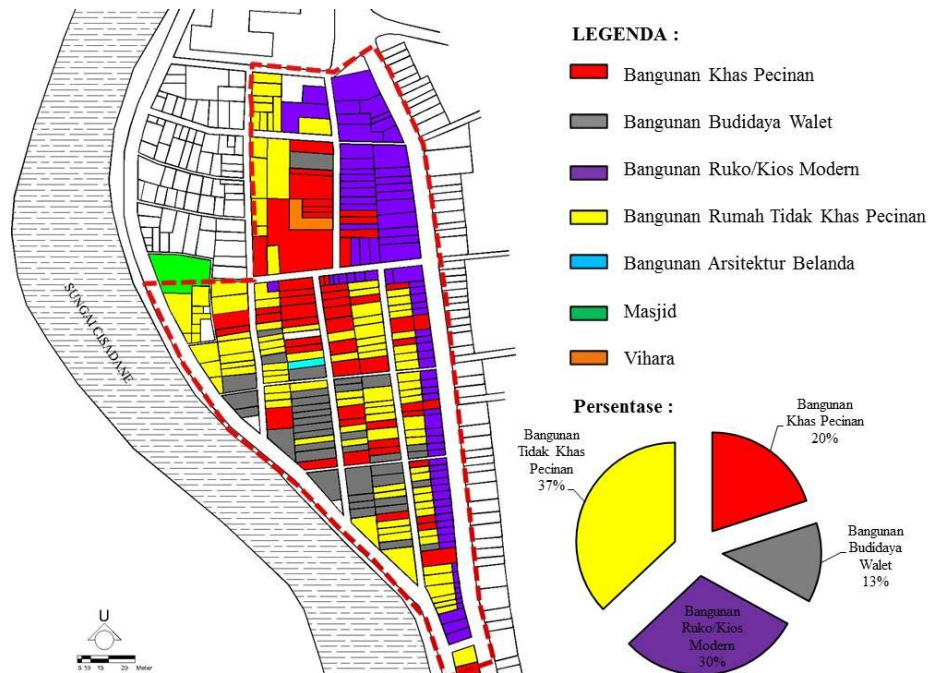 LEGENDA :
Bangunan Khas Pecinan
Bangunan Budidaya Walet
Bangunan Ruko/Kios Modern
Bangunan Rumah Tidak Khas Pecinan
Bangunan Arsitektur Belanda
Masjid
Vihara
Persentase :
Bangunan
Khas Pecinan
20%
Bangunan
Tidak Khas
Pecinan
37%
Bangunan
Budidaya
Walet
13%
Bangunan
Ruko/Kios
Modern
30%
SUNGAI CISADANE
U
Meter